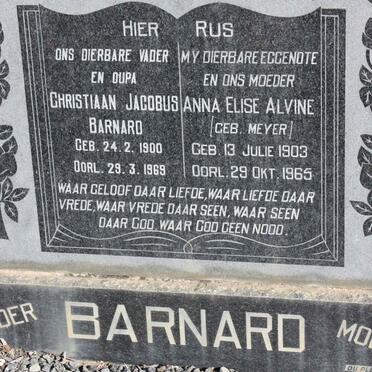 HIER RUS
ONS DIERBARE VADER
EN OUPA
CHRISTIAAN JACOBUS
BARNARD
GEB. 24. 2. 1900
OORL. 29. 3. 1969
MY DIERBARE EGGENOTE
EN ONS MOEDER
ANNA ELISE ALVINE
[GEB. MEYER]
GEB. 13 JULIE 1903
OORL. 29 OKT. 1965
WAAR GELOOF DAAR LIEFDE, WAAR LIEFDE DAAR
VREDE, WAAR VREDE DAAR SEEN, WAAR SEEN
DAAR GOD WAAR GOD GEEN NOOD.
DER BARNARD MO